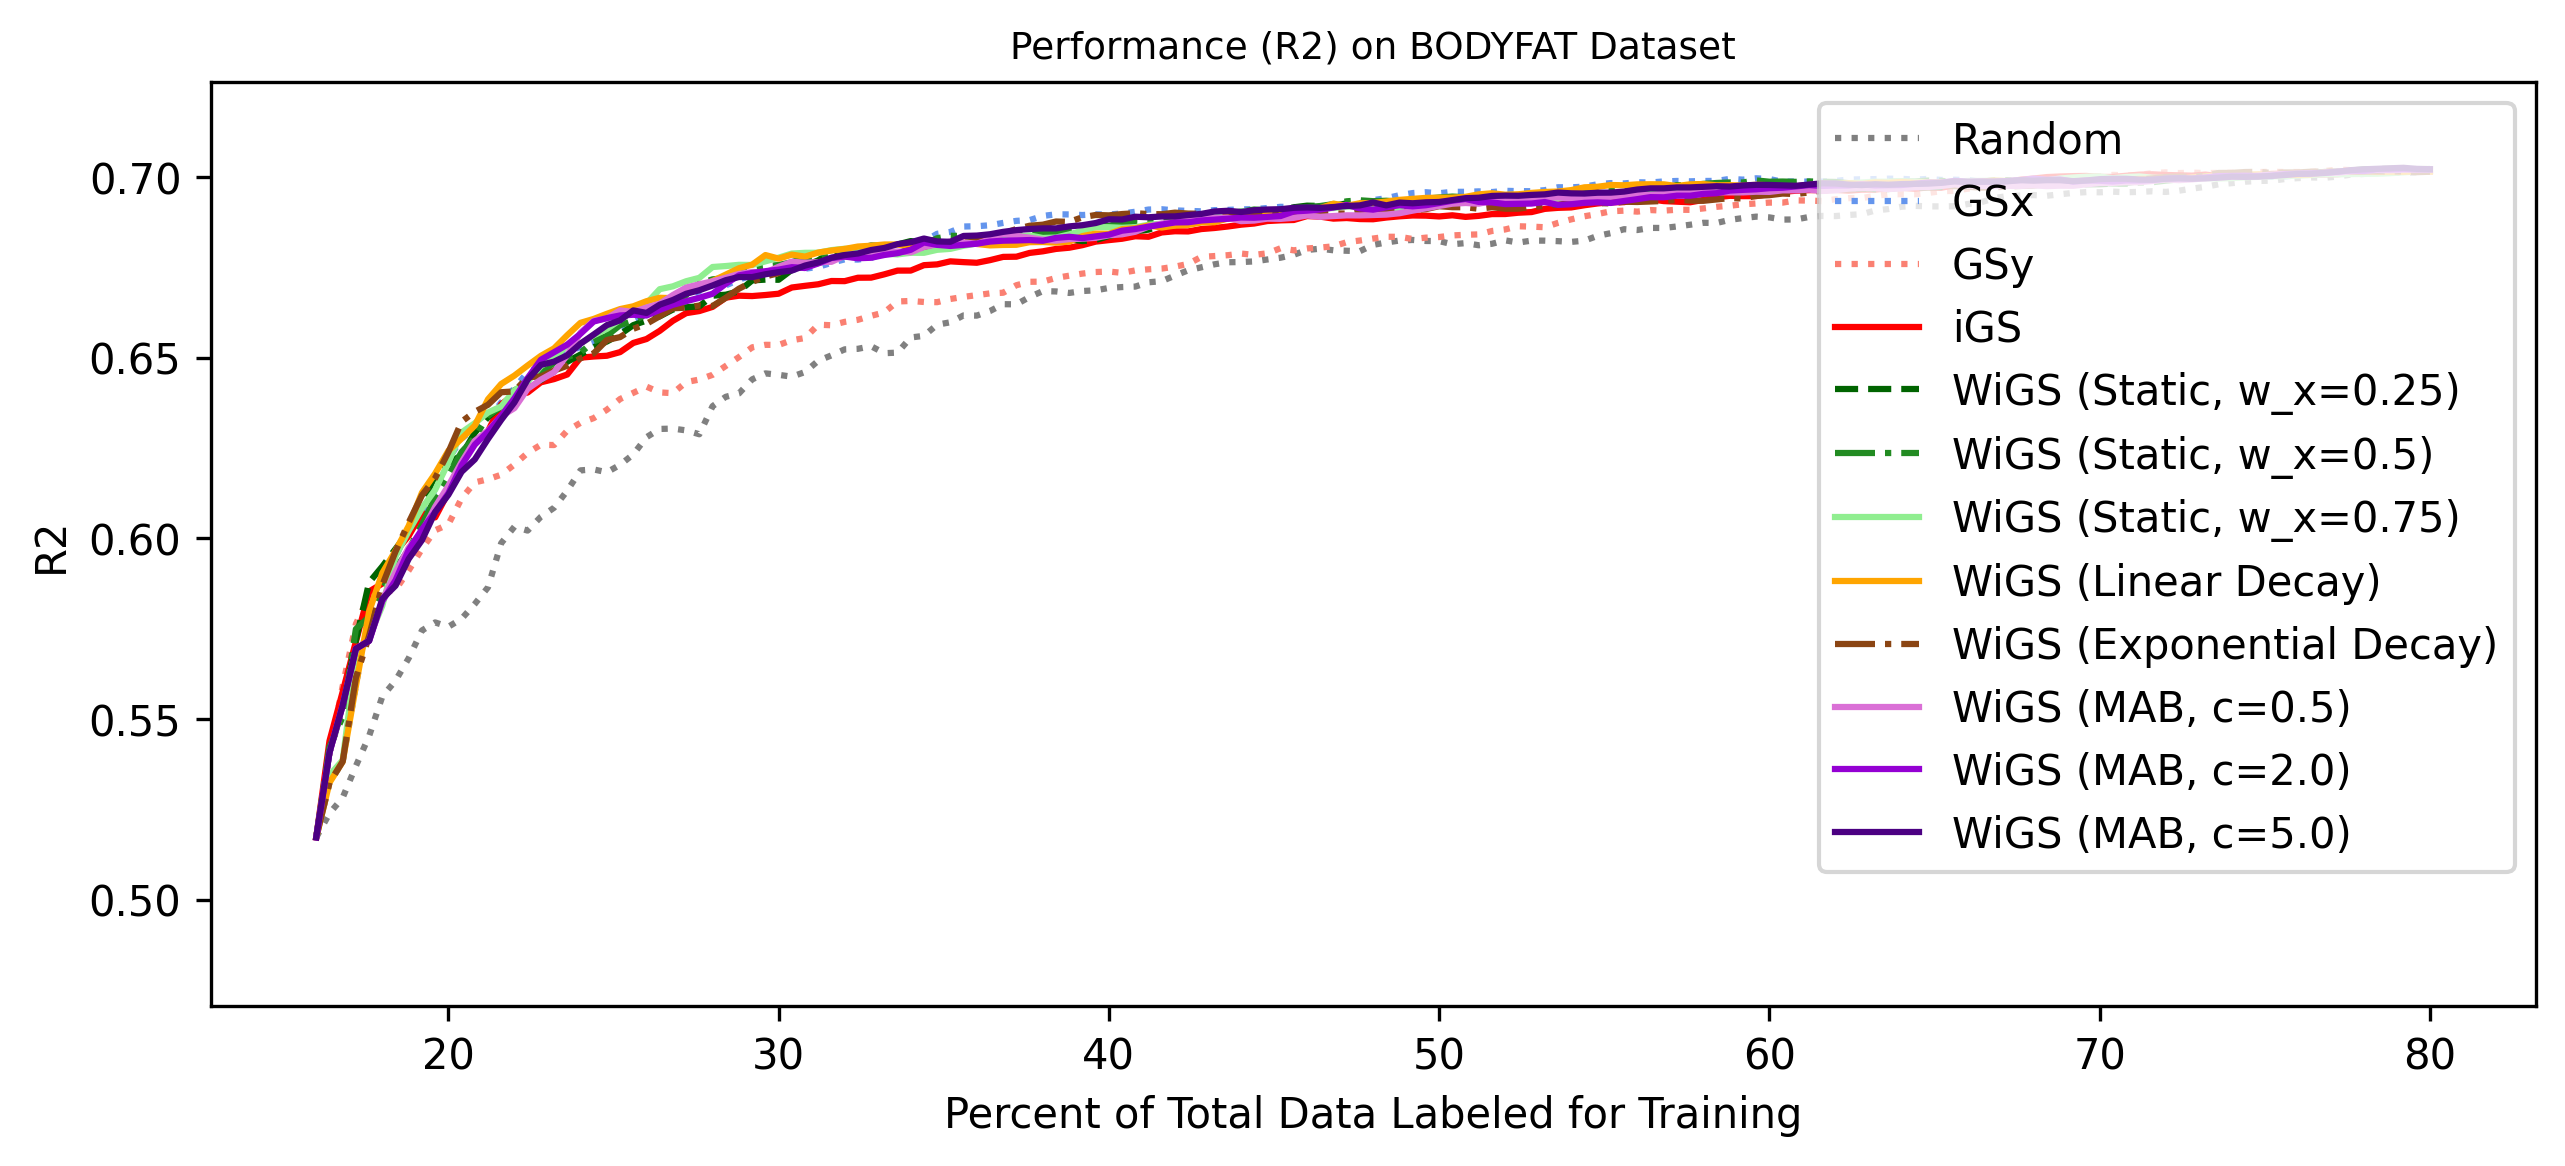 Performance (R2) on BODYFAT Dataset
R2
0.70
0.65
0.60
0.55
0.50
20 30 40 50 60 70 80
Percent of Total Data Labeled for Training
Random
GSx
GSy
iGS
WiGS (Static, w_x=0.25)
WiGS (Static, w_x=0.5)
WiGS (Static, w_x=0.75)
WiGS (Linear Decay)
WiGS (Exponential Decay)
WiGS (MAB, c=0.5)
WiGS (MAB, c=2.0)
WiGS (MAB, c=5.0)